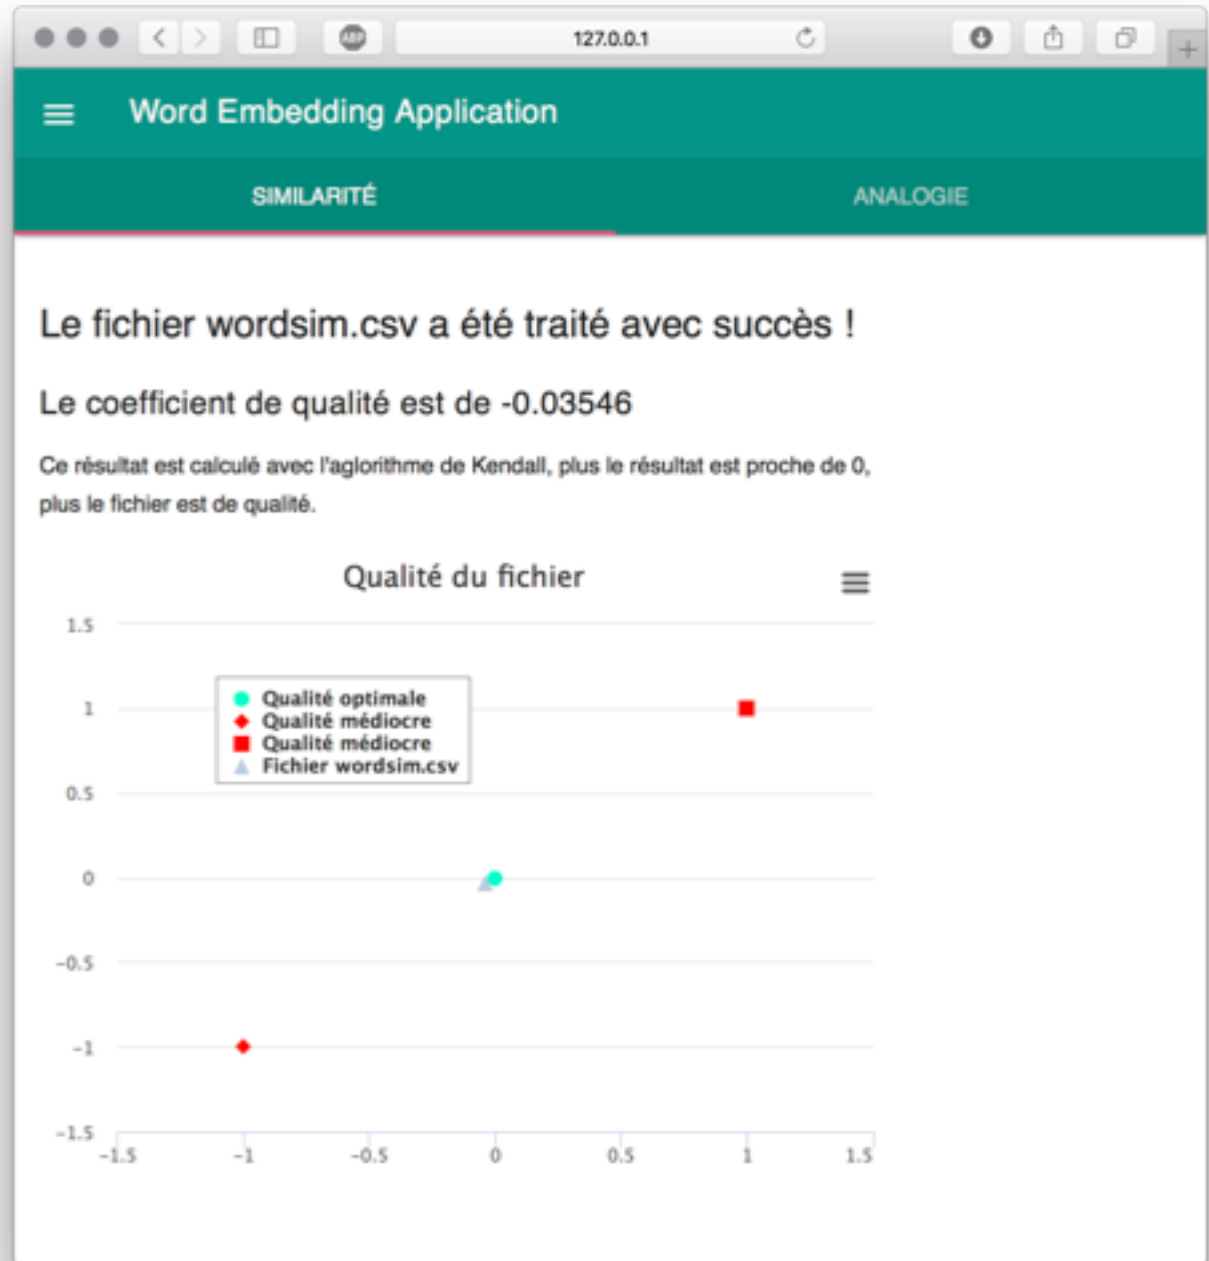 127.0.0.1
Word Embedding Application
SIMILARITÉ
ANALOGIE
Le fichier wordsim.csv a été traité avec succès !
Le coefficient de qualité est de -0.03546
Ce résultat est calculé avec l'aglorithme de Kendall, plus le résultat est proche de 0,
plus le fichier est de qualité.
Qualité du fichier
1.5
1
0.5
0
-0.5
-1
-1.5
Qualité optimale
Qualité médiocre
Qualité médiocre
Fichier wordsim.csv
-1.5 -1 -0.5 0 0.5 1 1.5
ABP